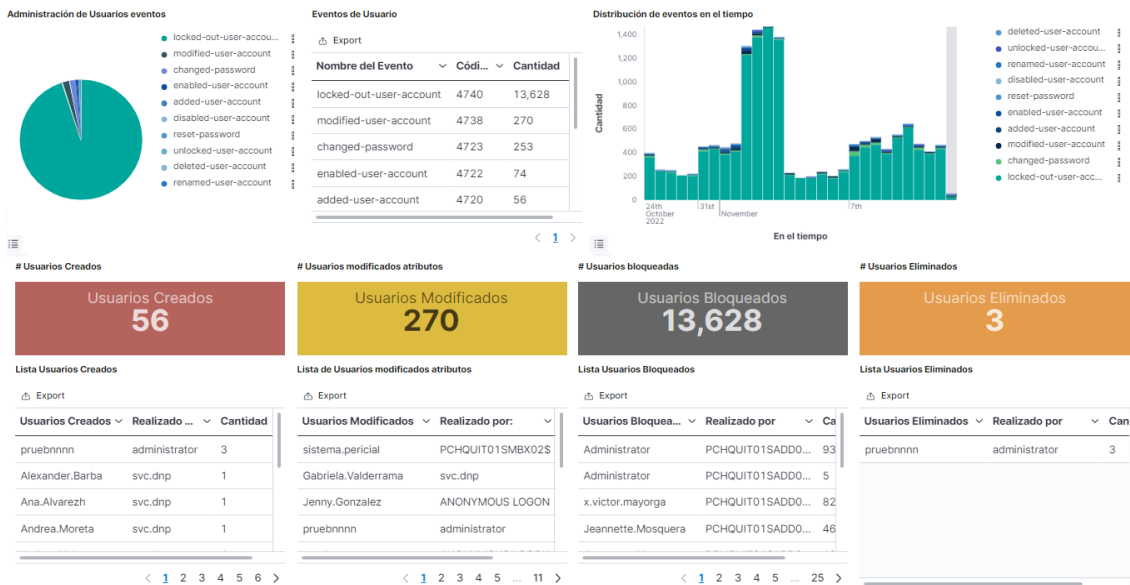 Administración de Usuarios eventos
locked-out-user-accou...
modified-user-account
changed-password
enabled-user-account
added-user-account
disabled-user-account
reset-password
unlocked-user-account
deleted-user-account
renamed-user-account
Eventos de Usuario
Export
Nombre del Evento Códi... Cantidad
locked-out-user-account 4740 13,628
modified-user-account 4738 270
changed-password 4723 253
enabled-user-account 4722 74
added-user-account 4720 56
1
Distribución de eventos en el tiempo
Cantidad
1,400
1,200
1,000
800
600
400
200
0
24th
October
2022
31st
November
7th
En el tiempo
deleted-user-account
unlocked-user-accou...
renamed-user-account
disabled-user-account
reset-password
enabled-user-account
added-user-account
modified-user-account
changed-password
locked-out-user-acc...
# Usuarios Creados
Usuarios Creados
56
# Usuarios modificados atributos
Usuarios Modificados
270
# Usuarios bloqueadas
Usuarios Bloqueados
13,628
# Usuarios Eliminados
Usuarios Eliminados
3
Lista Usuarios Creados
Export
Usuarios Creados Realizado ... Cantidad
pruebnnnn administrator 3
Alexander.Barba svc.dnp 1
Ana.Alvarezh svc.dnp 1
Andrea.Moreta svc.dnp 1
1 2 3 4 5 6
Lista de Usuarios modificados atributos
Export
Usuarios Modificados Realizado por:
sistema.pericial PCHQUIT01SMBX02$
Gabriela.Valderrama svc.dnp
Jenny.Gonzalez ANONYMOUS LOGON
pruebnnnn administrator
1 2 3 4 5 ... 11
Lista Usuarios Bloqueados
Export
Usuarios Bloquea... Realizado por Ca
Administrator PCHQUIT01SADD0... 93
Administrator PCHQUIT01SADD0... 5
x.victor.mayorga PCHQUIT01SADD0... 82
Jeannette.Mosquera PCHQUIT01SADD0... 46
1 2 3 4 5 ... 25
Lista Usuarios Eliminados
Export
Usuarios Eliminados Realizado por Can
pruebnnnn administrator 3